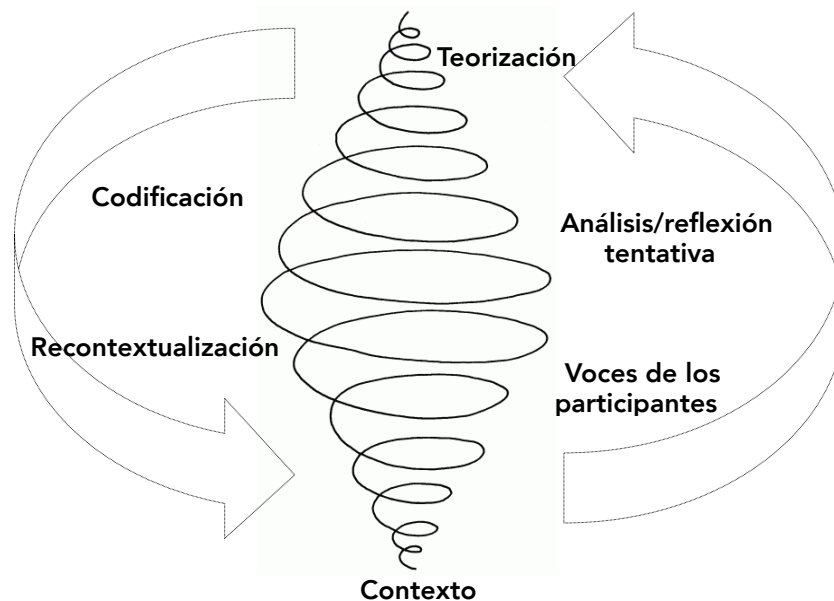 Teorización
Codificación
Análisis/reflexión
tentativa
Recontextualización
Voces de los
participantes
Contexto